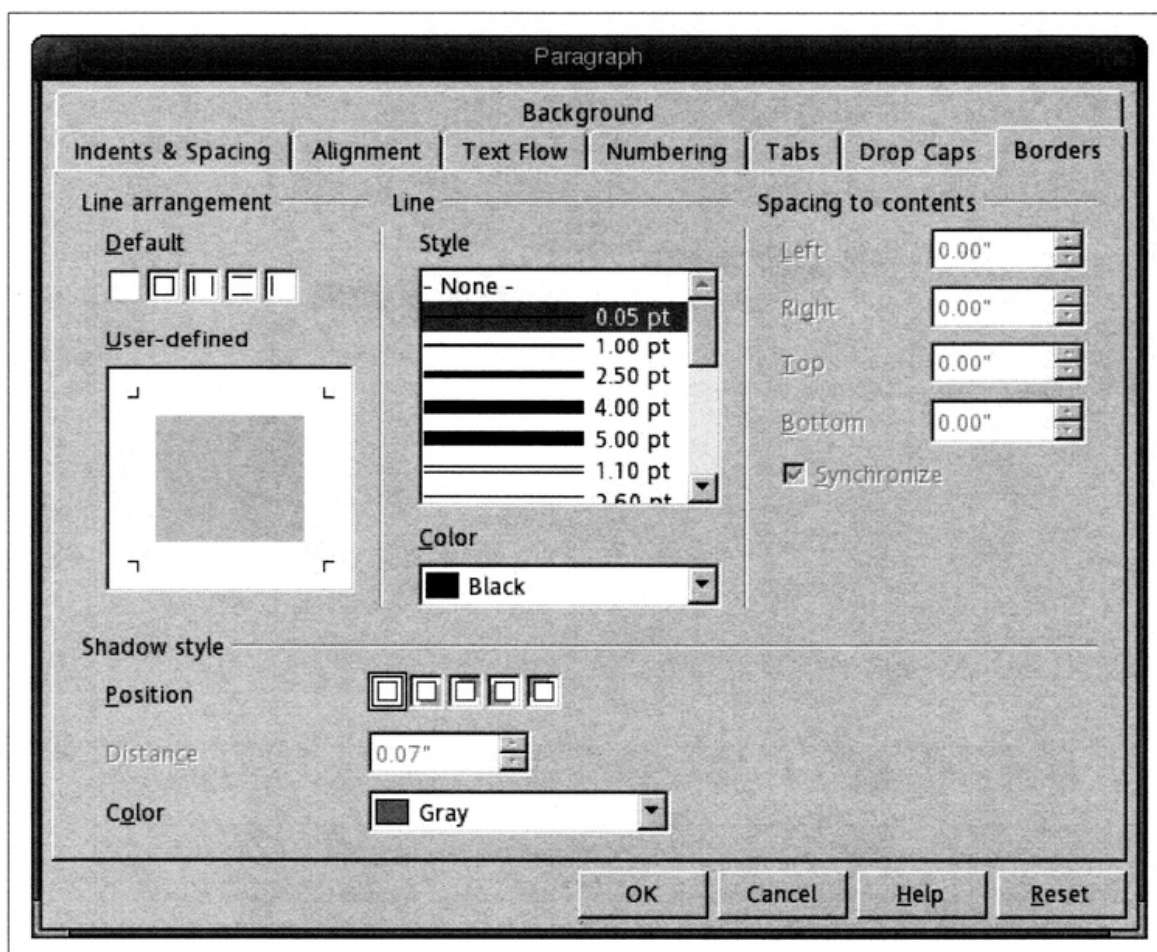 Paragraph
Background
Indents & Spacing Alignment Text Flow Numbering Tabs Drop Caps Borders
Line arrangement
Default
User-defined
Line
Style
- None -
0.05 pt
1.00 pt
2.50 pt
4.00 pt
5.00 pt
1.10 pt
2.60 pt
Color
Black
Spacing to contents
Left 0.00"
Right 0.00"
Top 0.00"
Bottom 0.00"
Synchronize
Shadow style
Position
Distance 0.07"
Color Gray
OK Cancel Help Reset